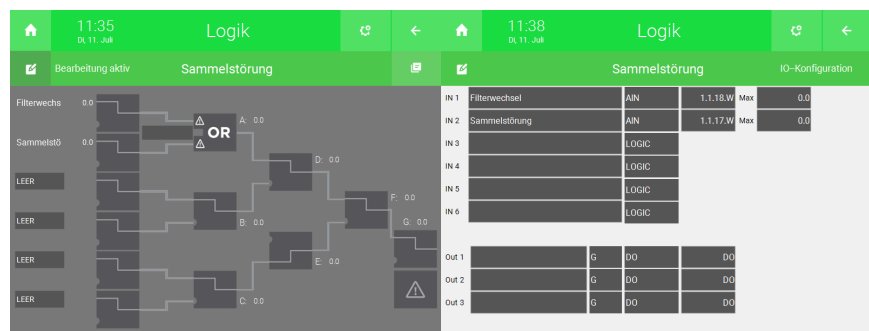 11:35
Di, 11. Juli
Logik
Bearbeitung aktiv
Sammelstörung
Filterwechs 0.0
OR
A: 0.0
Sammelstö 0.0
D: 0.0
LEER
F: 0.0
LEER
B: 0.0
G: 0.0
LEER
E: 0.0
LEER
C: 0.0
11:38
Di, 11. Juli
Logik
Sammelstörung
IO-Konfiguration
IN 1 Filterwechsel AIN 1.1.18.W Max 0.0
IN 2 Sammelstörung AIN 1.1.17.W Max 0.0
IN 3 LOGIC
IN 4 LOGIC
IN 5 LOGIC
IN 6 LOGIC
Out 1 G DO DO
Out 2 G DO DO
Out 3 G DO DO